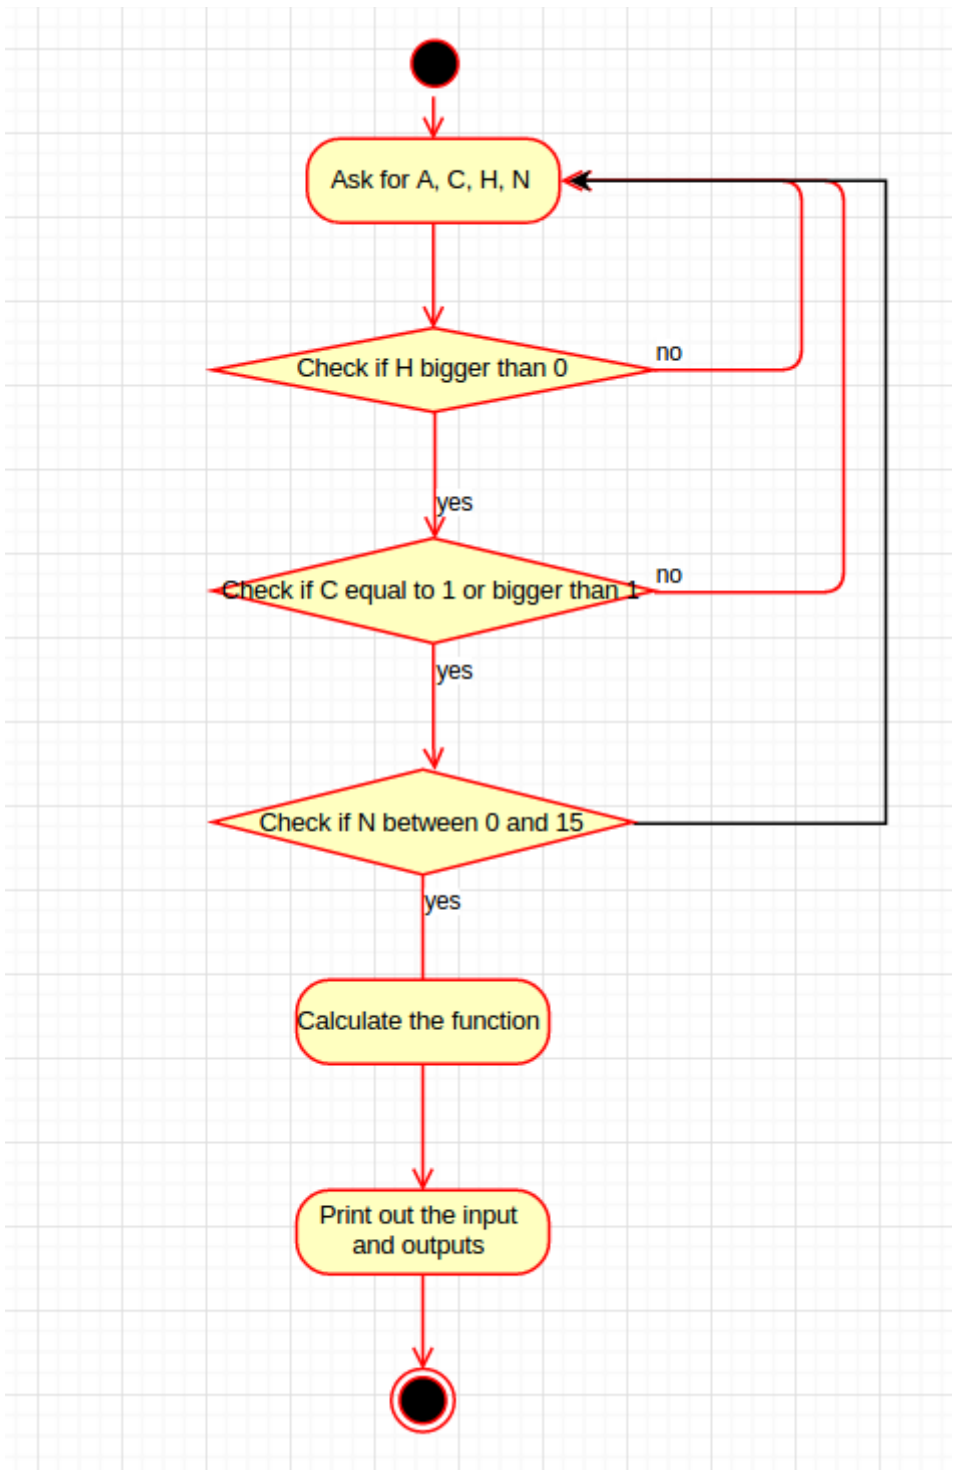 Ask for A, C, H, N
Check if H bigger than 0
no
yes
Check if C equal to 1 or bigger than 1
no
yes
Check if N between 0 and 15
yes
Calculate the function
Print out the input
and outputs